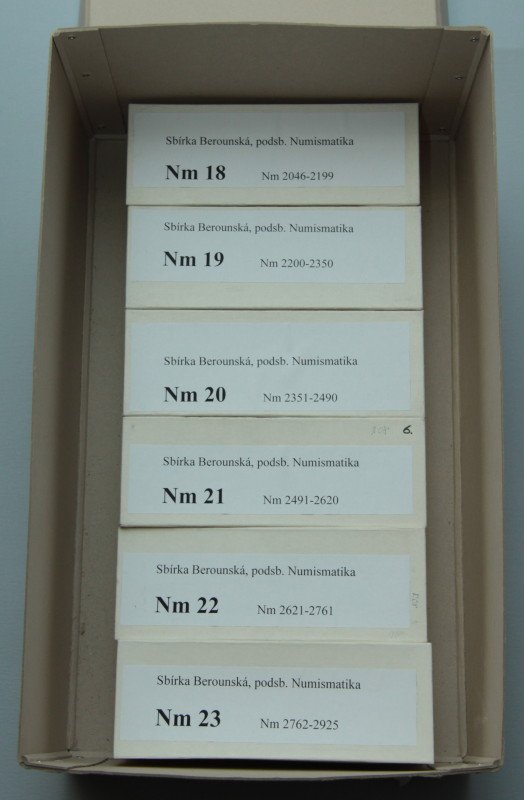 Sbírka Berounská, podsb. Numismatika
Nm 18 Nm 2046-2199
Sbírka Berounská, podsb. Numismatika
Nm 19 Nm 2200-2350
Sbírka Berounská, podsb. Numismatika
Nm 20 Nm 2351-2490
6.
Sbírka Berounská, podsb. Numismatika
Nm 21 Nm 2491-2620
Sbírka Berounská, podsb. Numismatika
Nm 22 Nm 2621-2761
Sbírka Berounská, podsb. Numismatika
Nm 23 Nm 2762-2925